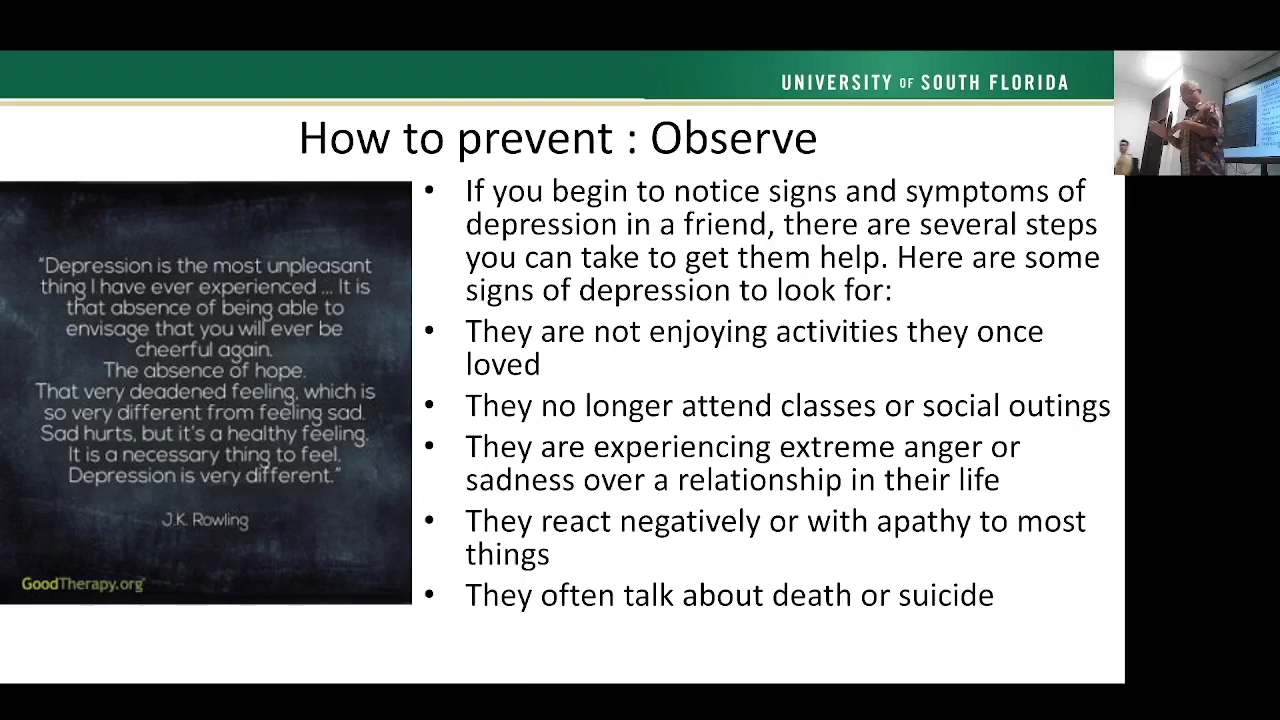 UNIVERSITY OF SOUTH FLORIDA
How to prevent : Observe
"Depression is the most unpleasant
thing I have ever experienced ... It is
that absence of being able to
envisage that you will ever be
cheerful again.
The absence of hope.
That very deadened feeling, which is
so very different from feeling sad.
Sad hurts, but it's a healthy feeling.
It is a necessary thing to feel.
Depression is very different."
J.K. Rowling
GoodTherapy.org
• If you begin to notice signs and symptoms of
depression in a friend, there are several steps
you can take to get them help. Here are some
signs of depression to look for:
• They are not enjoying activities they once
loved
• They no longer attend classes or social outings
• They are experiencing extreme anger or
sadness over a relationship in their life
• They react negatively or with apathy to most
things
• They often talk about death or suicide